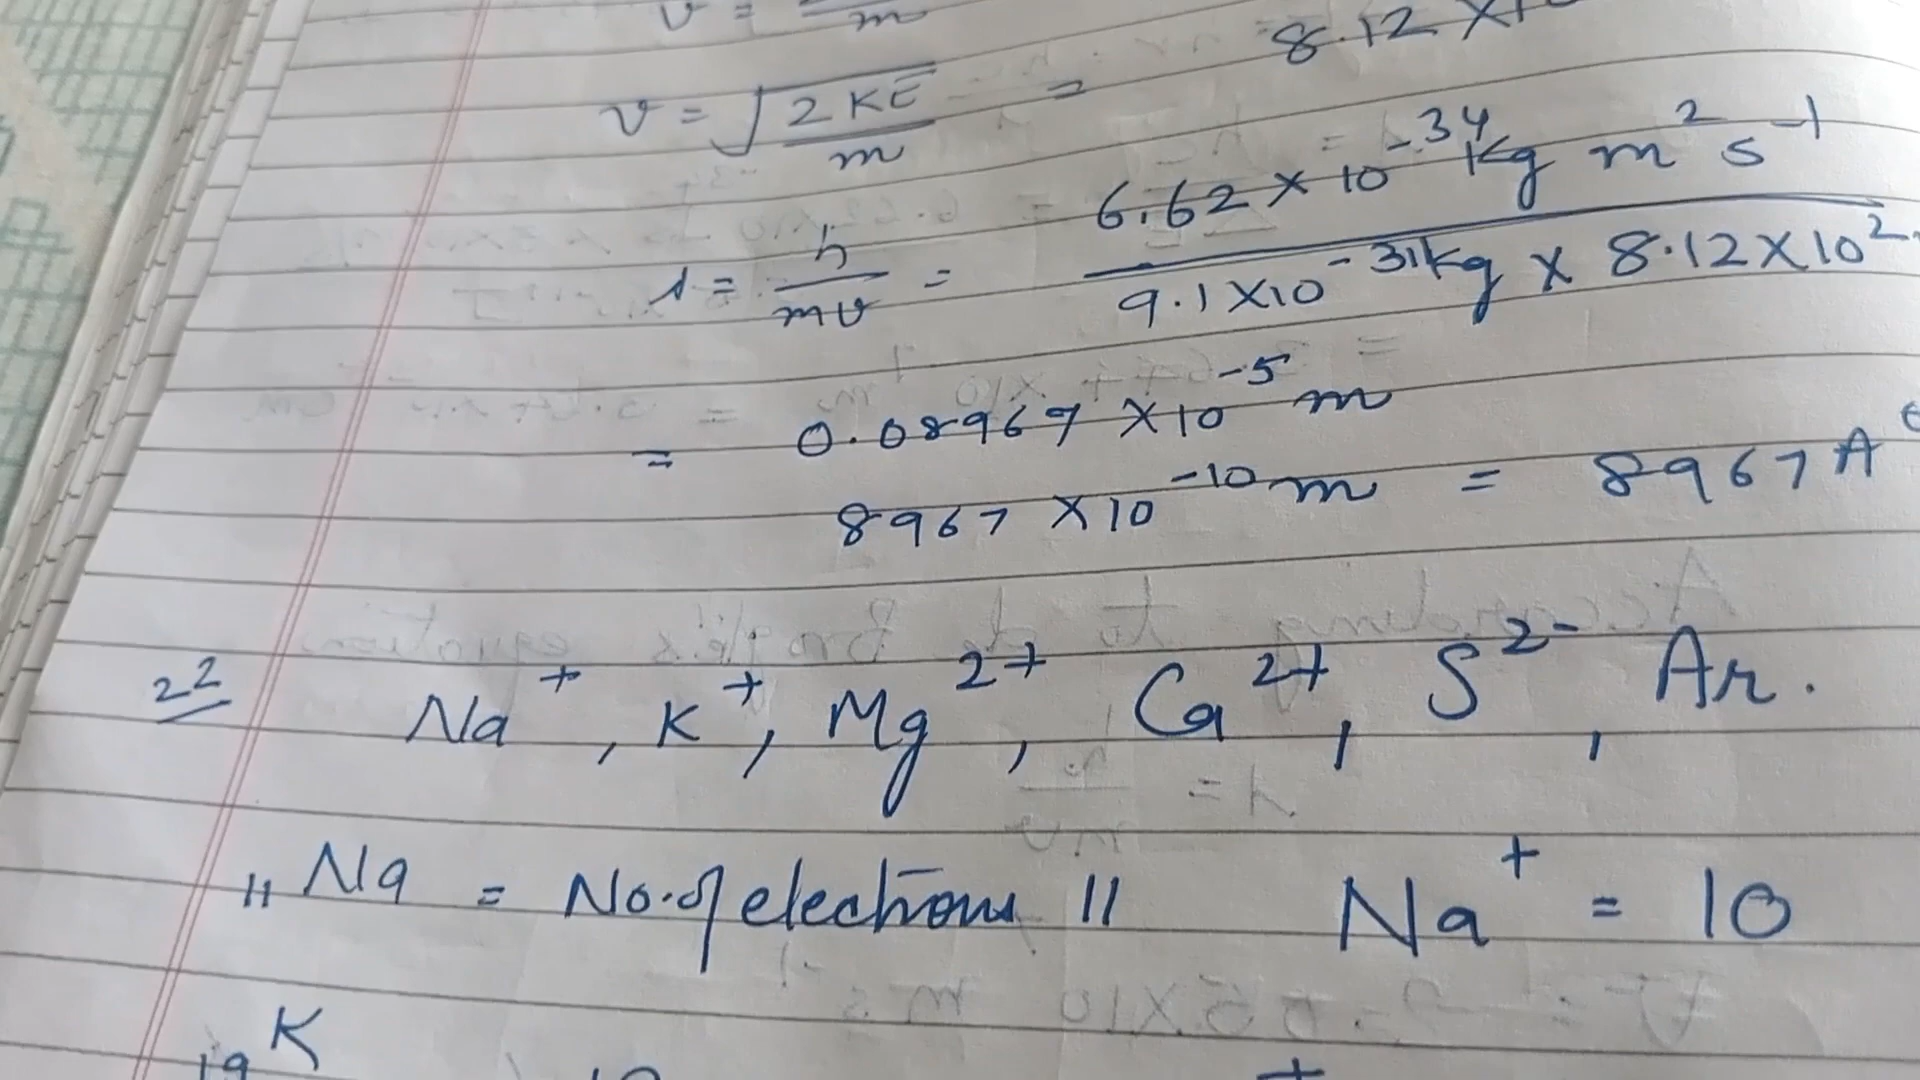 v = m
v = √2KE/m = 8.12 ×1
λ = h/mv = 6.62 × 10⁻³⁴ kg m² s⁻¹ / 9.1 × 10⁻³¹ kg × 8.12 × 10²
= 0.08967 × 10⁻⁵ m
8967 × 10⁻¹⁰ m = 8967 A°
22 Na⁺, K⁺, Mg²⁺, Ca²⁺, S²⁻, Ar.
₁₁Na = No. of electrons 11 Na⁺ = 10
₁₉K